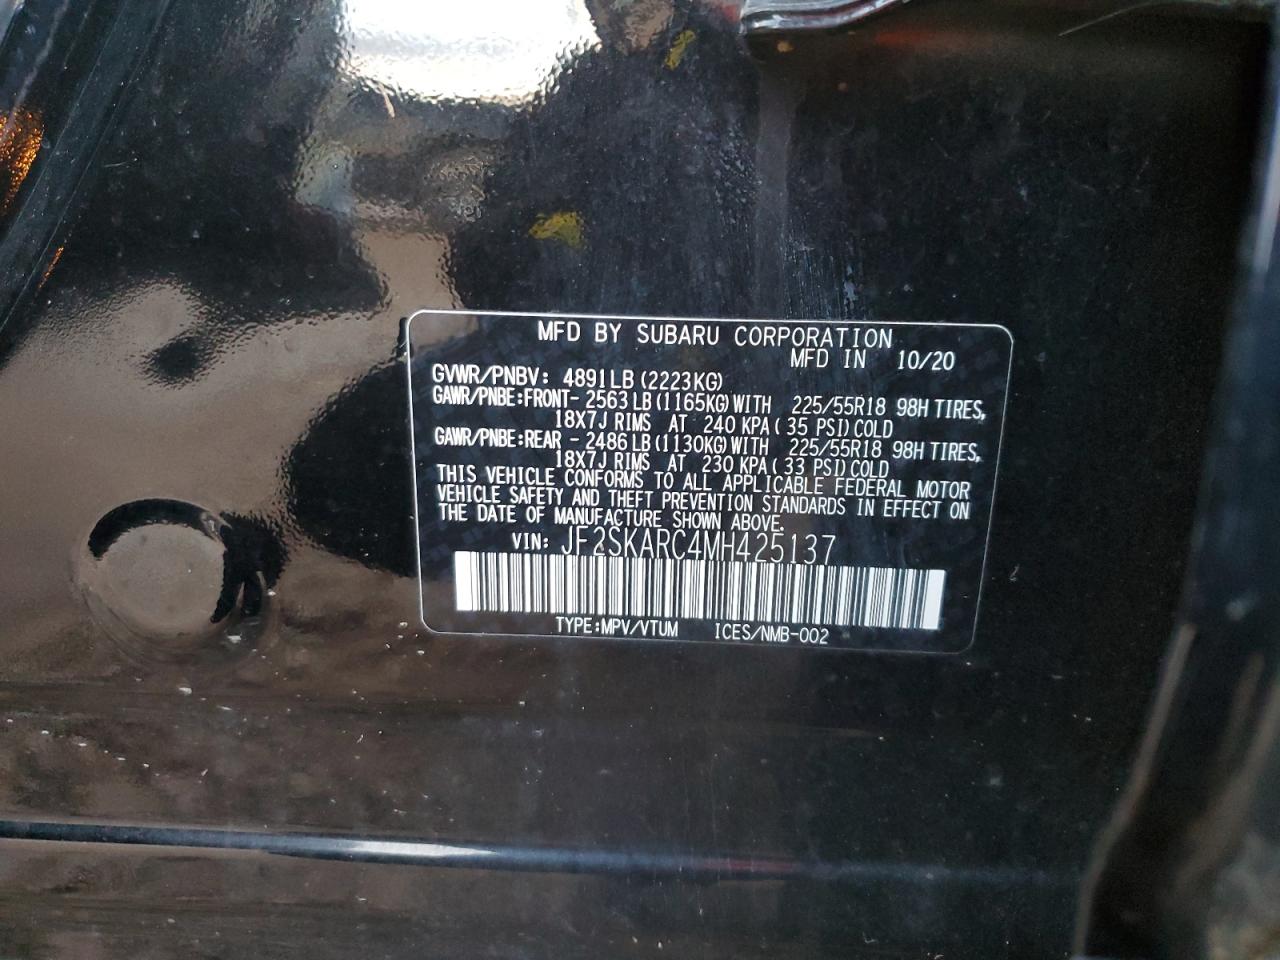 MFD BY SUBARU CORPORATION
MFD IN 10/20
GVWR/PNBV: 4891LB (2223KG)
GAWR/PNBE:FRONT- 2563 LB (1165KG) WITH 225/55R18 98H TIRES,
18X7J RIMS AT 240 KPA ( 35 PSI) COLD
GAWR/PNBE:REAR - 2486 LB (1130KG) WITH 225/55R18 98H TIRES,
18X7J RIMS AT 230 KPA ( 33 PSI) COLD
THIS VEHICLE CONFORMS TO ALL APPLICABLE FEDERAL MOTOR
VEHICLE SAFETY AND THEFT PREVENTION STANDARDS IN EFFECT ON
THE DATE OF MANUFACTURE SHOWN ABOVE.
VIN: JF2SKARC4MH425137
TYPE:MPV/VTUM ICES/NMB-002